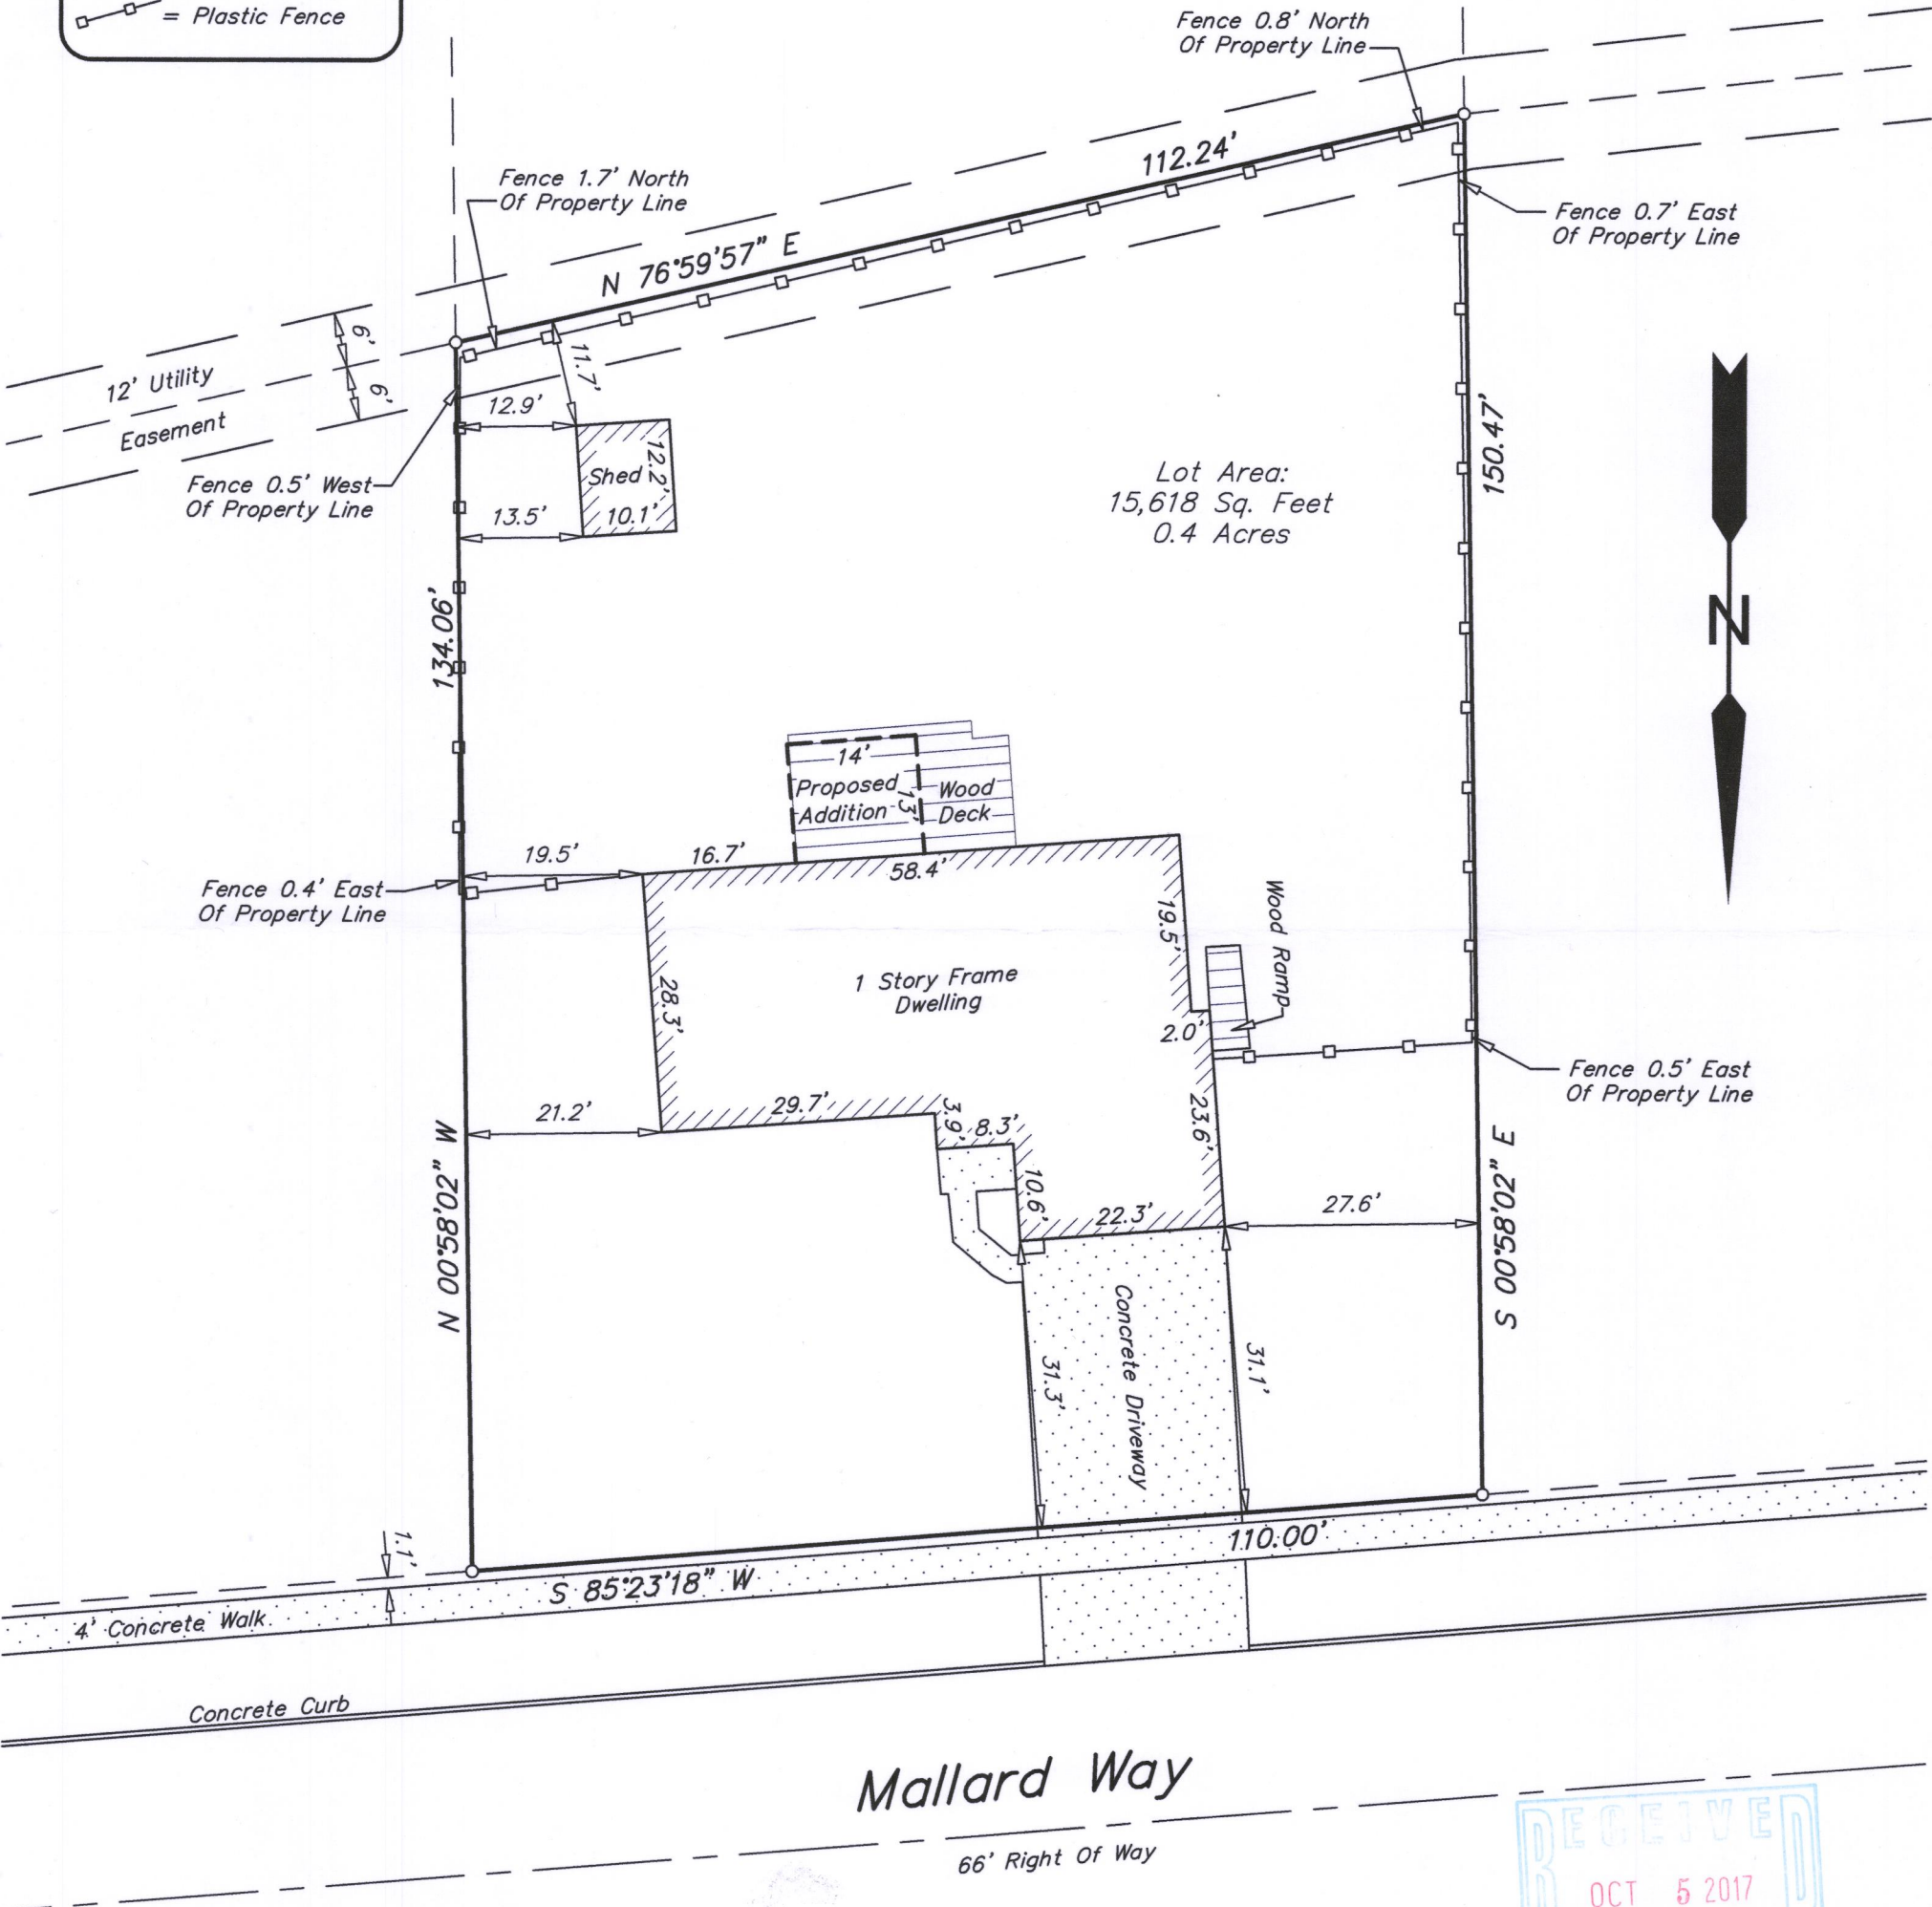 = Plastic Fence
Fence 0.8' North
Of Property Line
112.24'
Fence 1.7' North
Of Property Line
Fence 0.7' East
Of Property Line
N 76°59'57" E
6'
6'
12' Utility
Easement
11.7'
12.9'
Fence 0.5' West
Of Property Line
Shed
12.2'
10.1'
13.5'
Lot Area:
15,618 Sq. Feet
0.4 Acres
150.47'
N
134.06'
14'
Proposed
Addition
13'
Wood
Deck
19.5'
16.7'
58.4'
Fence 0.4' East
Of Property Line
19.5'
Wood Ramp
1 Story Frame
Dwelling
28.3'
2.0'
Fence 0.5' East
Of Property Line
21.2'
29.7'
3.9'
8.3'
23.6'
10.6'
22.3'
27.6'
N 00°58'02" W
S 00°58'02" E
Concrete Driveway
31.3'
31.1'
1.1'
110.00'
S 85°23'18" W
4' Concrete Walk
Concrete Curb
Mallard Way
66' Right Of Way
RECEIVED
OCT 5 2017